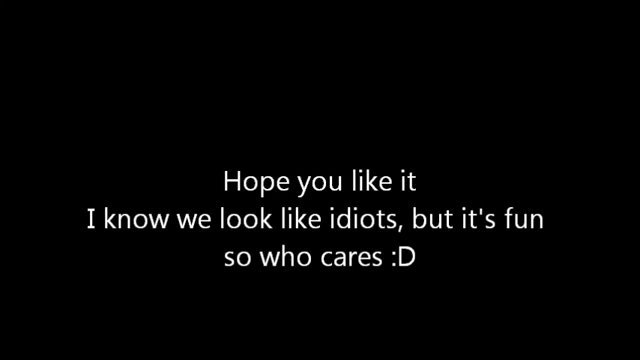 Hope you like it
I know we look like idiots, but it's fun
so who cares :D